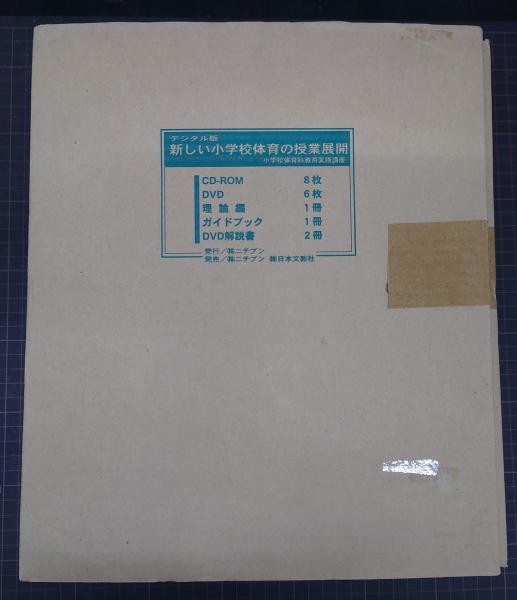 デジタル版
新しい小学校体育の授業展開
小学校体育科教育実践講座
CD-ROM 8枚
DVD 6枚
理論編 1冊
ガイドブック 1冊
DVD解説書 2冊
発行／㈱ニチブン
発売／㈱ニチブン ㈱日本文教社